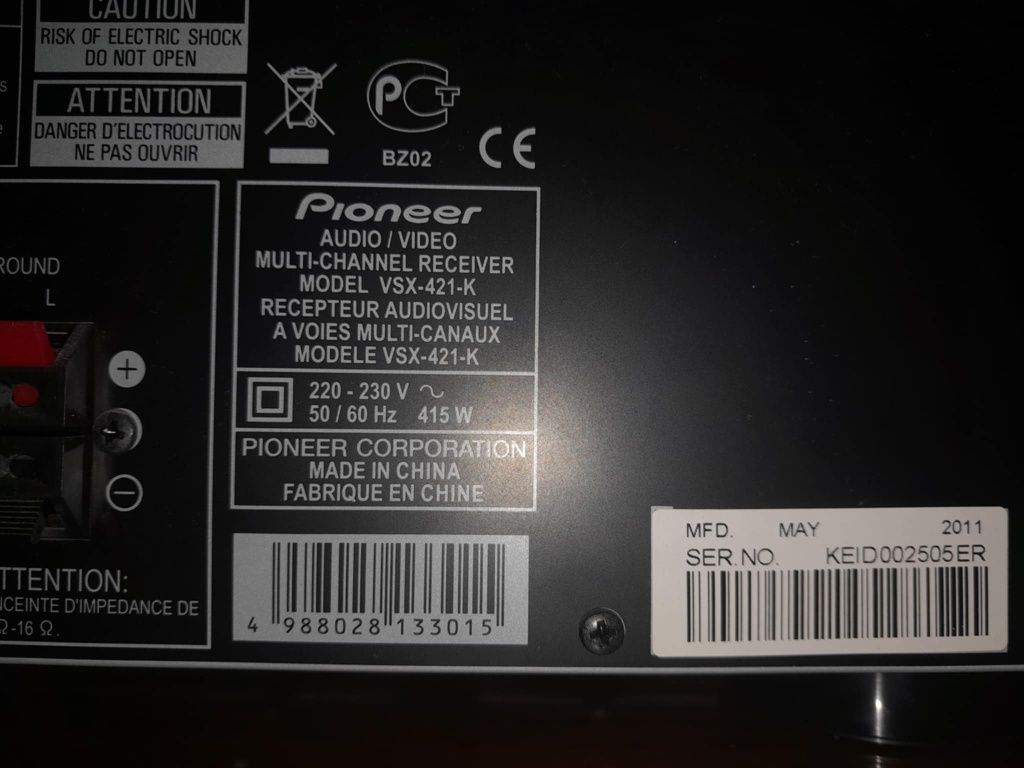 CAUTION
RISK OF ELECTRIC SHOCK
DO NOT OPEN
ATTENTION
DANGER D'ELECTROCUTION
NE PAS OUVRIR
PCT
BZ02
CE
Pioneer
AUDIO / VIDEO
MULTI-CHANNEL RECEIVER
MODEL VSX-421-K
RECEPTEUR AUDIOVISUEL
A VOIES MULTI-CANAUX
MODELE VSX-421-K
220 - 230 V ~
50 / 60 Hz 415 W
PIONEER CORPORATION
MADE IN CHINA
FABRIQUE EN CHINE
4 988028 133015
ROUND
L
+
−
TTENTION:
NCEINTE D'IMPEDANCE DE
Ω-16 Ω.
MFD. MAY 2011
SER.NO. KEID002505ER